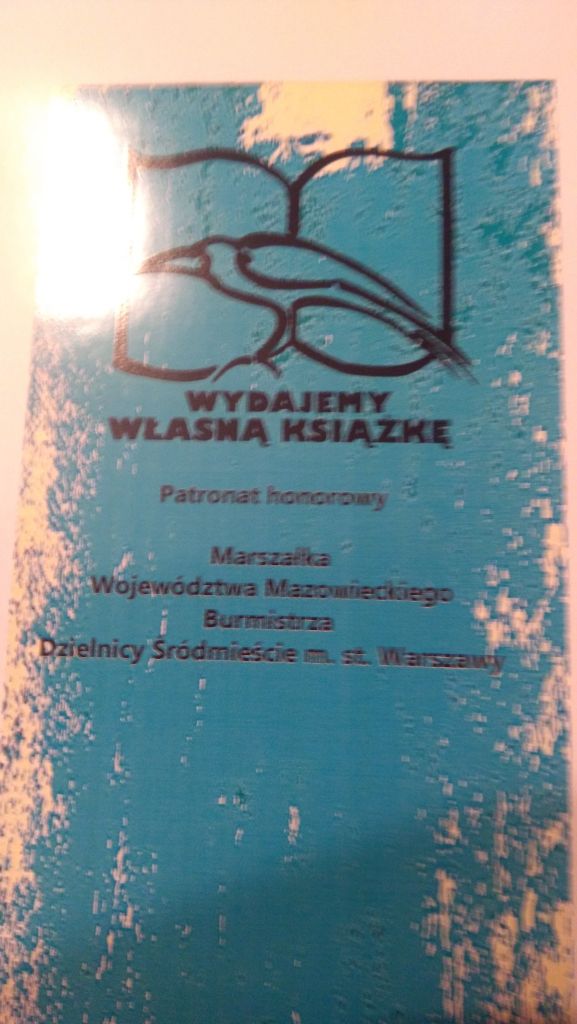 WYDAJEMY
WŁASNĄ KSIĄŻKĘ
Patronat honorowy
Marszałka
Województwa Mazowieckiego
Burmistrza
Dzielnicy Śródmieście m. st. Warszawy